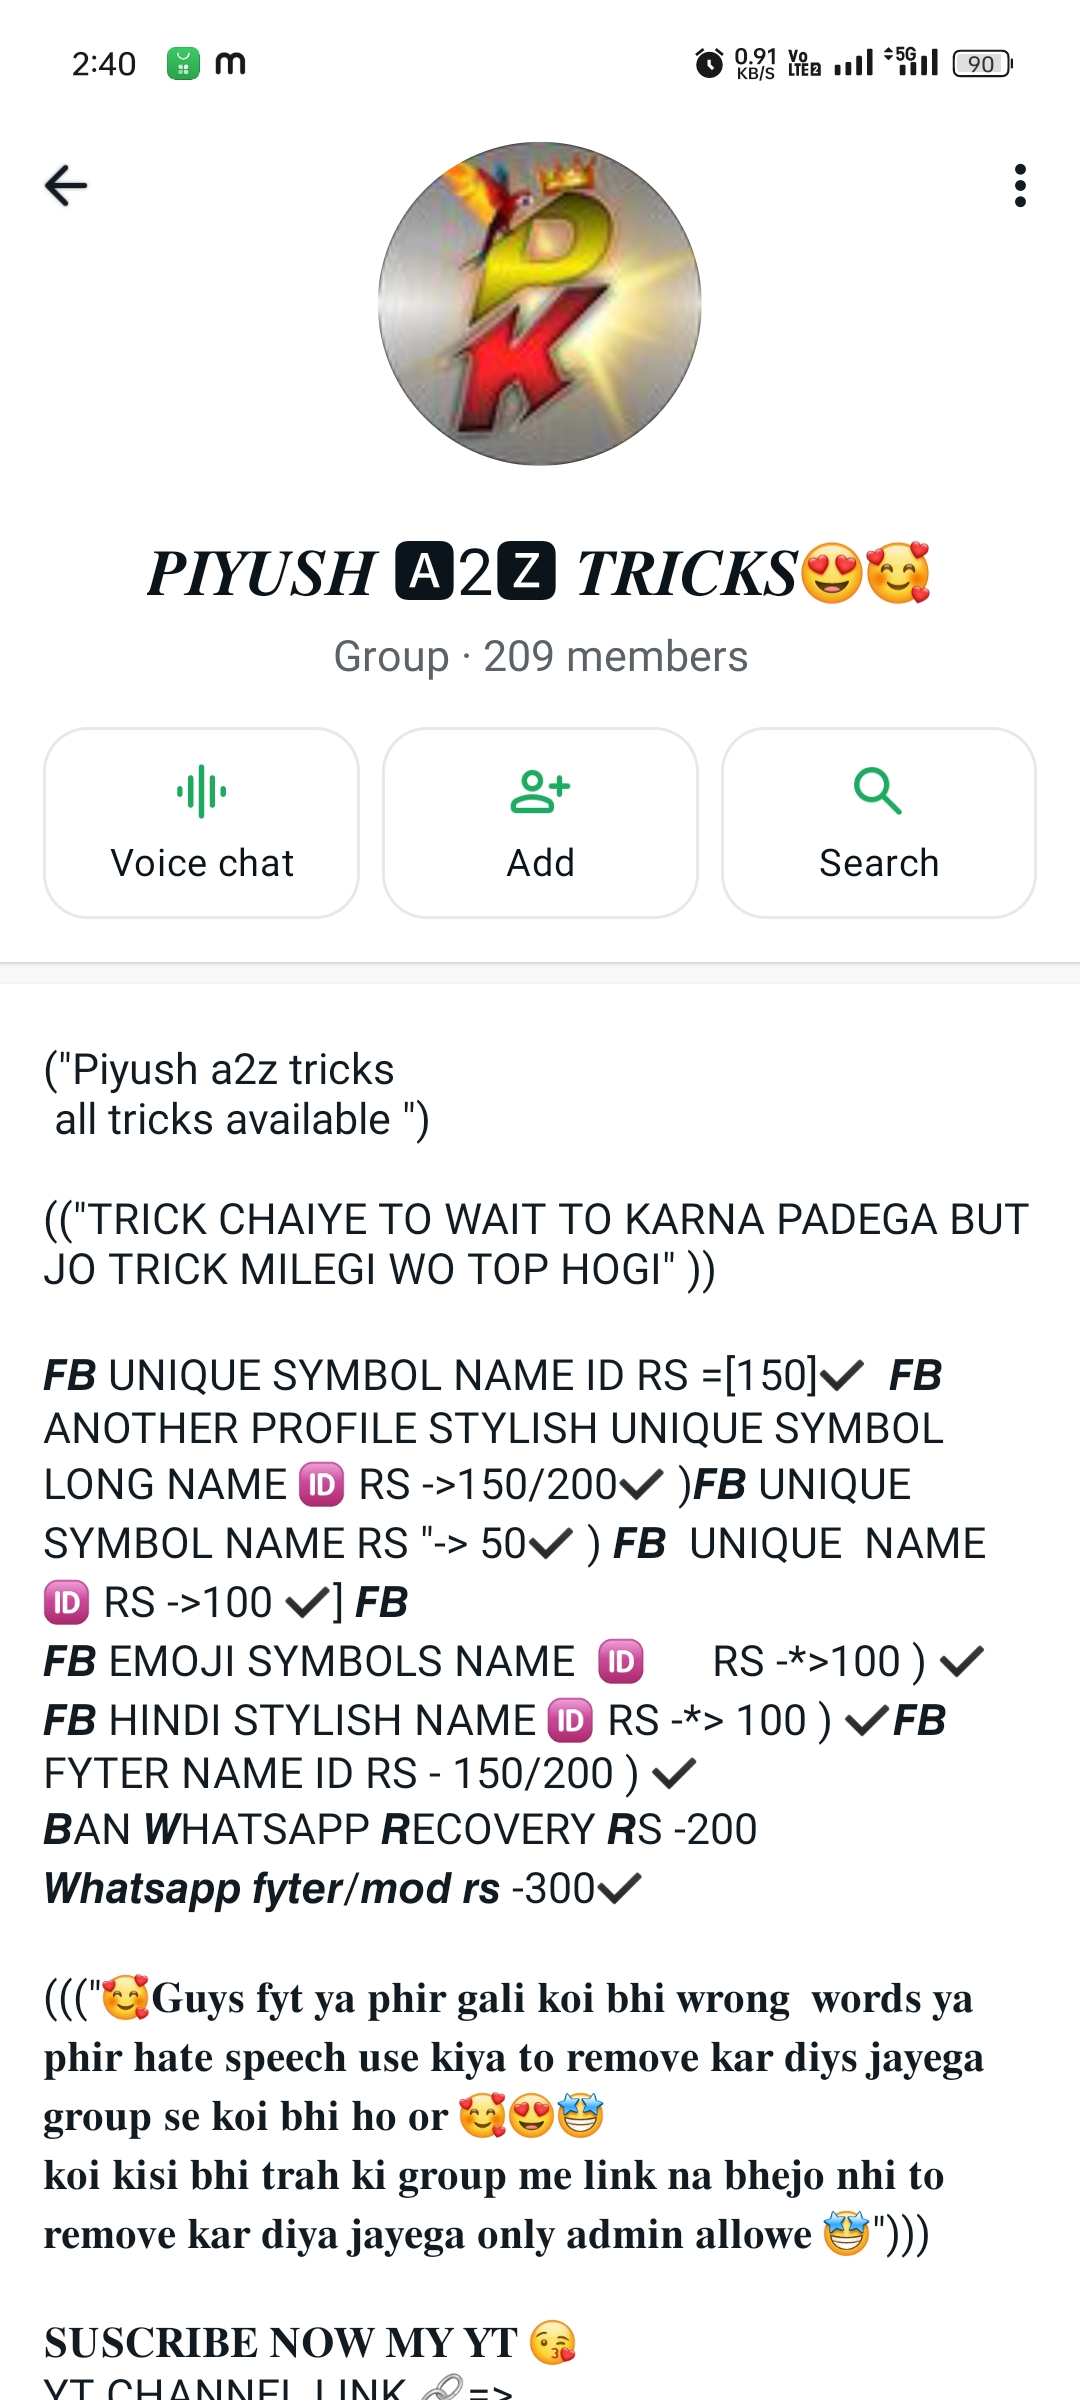 2:40 m 0.91 KB/S Vo LTE2 5G 90
PK
PIYUSH 🅰2🆉 TRICKS😍🥰
Group · 209 members
Voice chat
Add
Search
("Piyush a2z tricks
all tricks available ")
(("TRICK CHAIYE TO WAIT TO KARNA PADEGA BUT
JO TRICK MILEGI WO TOP HOGI" ))
FB UNIQUE SYMBOL NAME ID RS =[150]✔ FB
ANOTHER PROFILE STYLISH UNIQUE SYMBOL
LONG NAME 🆔 RS ->150/200✔ )FB UNIQUE
SYMBOL NAME RS "-> 50✔ ) FB UNIQUE NAME
🆔 RS ->100 ✔] FB
FB EMOJI SYMBOLS NAME 🆔 RS -*>100 ) ✔
FB HINDI STYLISH NAME 🆔 RS -*> 100 ) ✔FB
FYTER NAME ID RS - 150/200 ) ✔
BAN WHATSAPP RECOVERY RS -200
Whatsapp fyter/mod rs -300✔
((("🥰Guys fyt ya phir gali koi bhi wrong words ya
phir hate speech use kiya to remove kar diys jayega
group se koi bhi ho or 🥰😍🤩
koi kisi bhi trah ki group me link na bhejo nhi to
remove kar diya jayega only admin allowe 🤩")))
SUSCRIBE NOW MY YT 😘
YT CHANNEL LINK 🔗=>